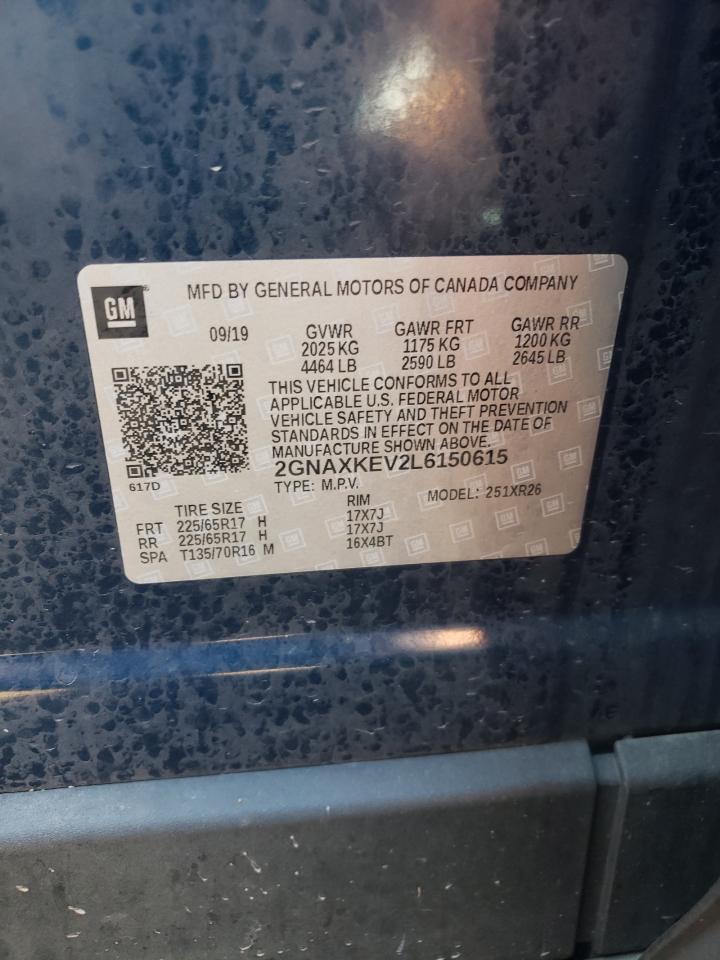 GM
MFD BY GENERAL MOTORS OF CANADA COMPANY
09/19 GVWR GAWR FRT GAWR RR
2025 KG 1175 KG 1200 KG
4464 LB 2590 LB 2645 LB
THIS VEHICLE CONFORMS TO ALL
APPLICABLE U.S. FEDERAL MOTOR
VEHICLE SAFETY AND THEFT PREVENTION
STANDARDS IN EFFECT ON THE DATE OF
MANUFACTURE SHOWN ABOVE.
617D
2GNAXKEV2L6150615
TYPE: M.P.V. MODEL: 251XR26
TIRE SIZE RIM
FRT 225/65R17 H 17X7J
RR 225/65R17 H 17X7J
SPA T135/70R16 M 16X4BT